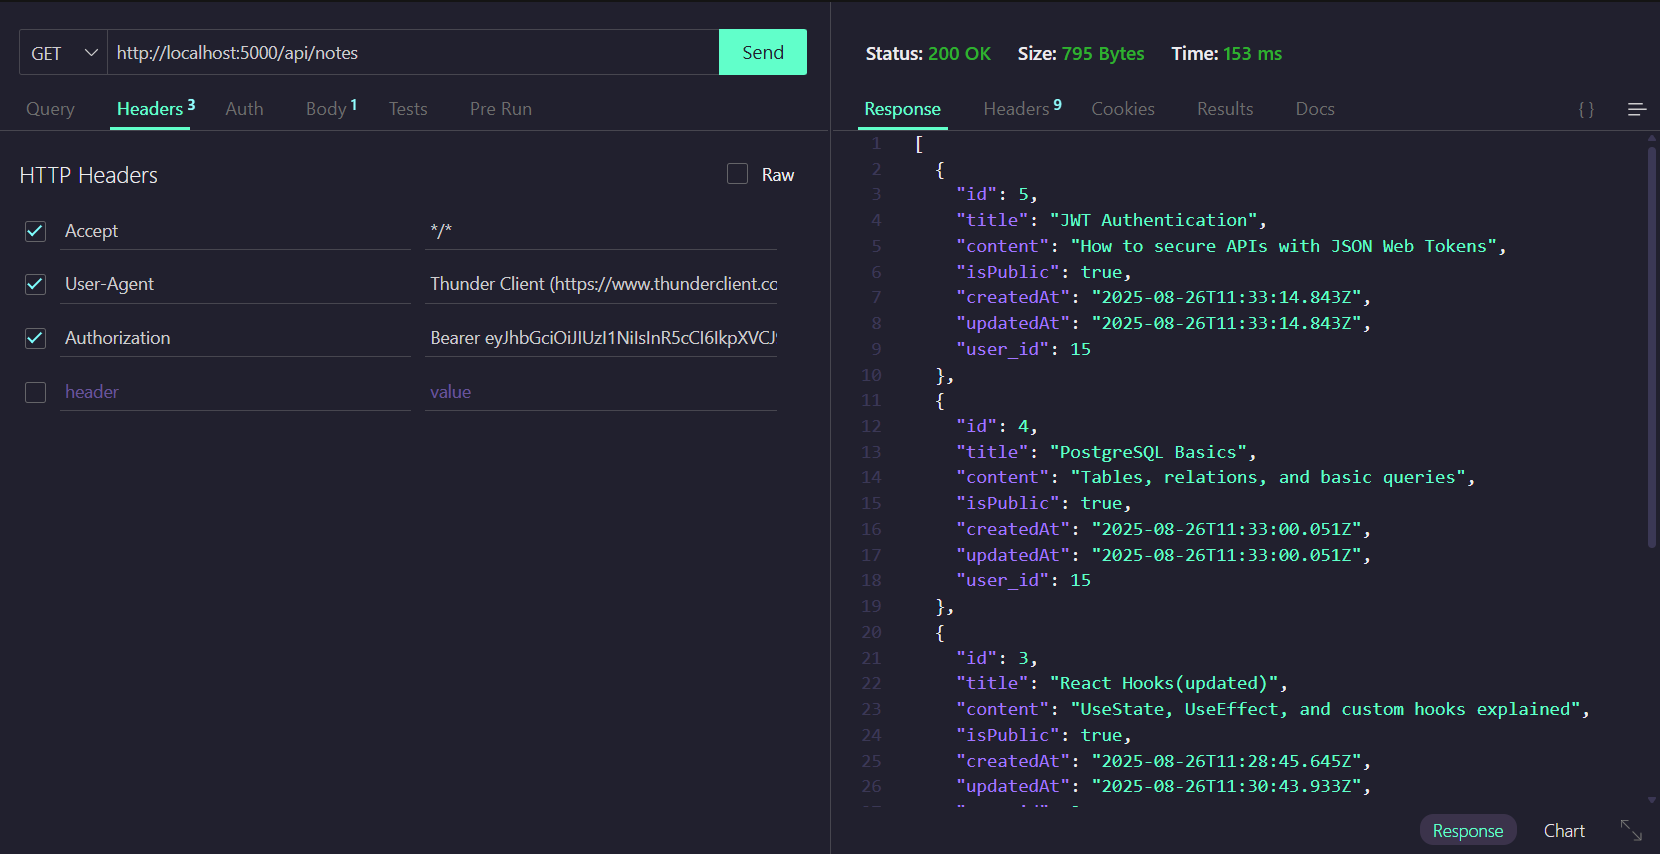 GET http://localhost:5000/api/notes Send
Query Headers 3 Auth Body 1 Tests Pre Run
HTTP Headers Raw
Accept */*
User-Agent Thunder Client (https://www.thunderclient.co
Authorization Bearer eyJhbGciOiJIUzI1NiIsInR5cCI6IkpXVCJ9
header value
Status: 200 OK Size: 795 Bytes Time: 153 ms
Response Headers 9 Cookies Results Docs { }
1 [
2 {
3 "id": 5,
4 "title": "JWT Authentication",
5 "content": "How to secure APIs with JSON Web Tokens",
6 "isPublic": true,
7 "createdAt": "2025-08-26T11:33:14.843Z",
8 "updatedAt": "2025-08-26T11:33:14.843Z",
9 "user_id": 15
10 },
11 {
12 "id": 4,
13 "title": "PostgreSQL Basics",
14 "content": "Tables, relations, and basic queries",
15 "isPublic": true,
16 "createdAt": "2025-08-26T11:33:00.051Z",
17 "updatedAt": "2025-08-26T11:33:00.051Z",
18 "user_id": 15
19 },
20 {
21 "id": 3,
22 "title": "React Hooks(updated)",
23 "content": "UseState, UseEffect, and custom hooks explained",
24 "isPublic": true,
25 "createdAt": "2025-08-26T11:28:45.645Z",
26 "updatedAt": "2025-08-26T11:30:43.933Z",
Response Chart